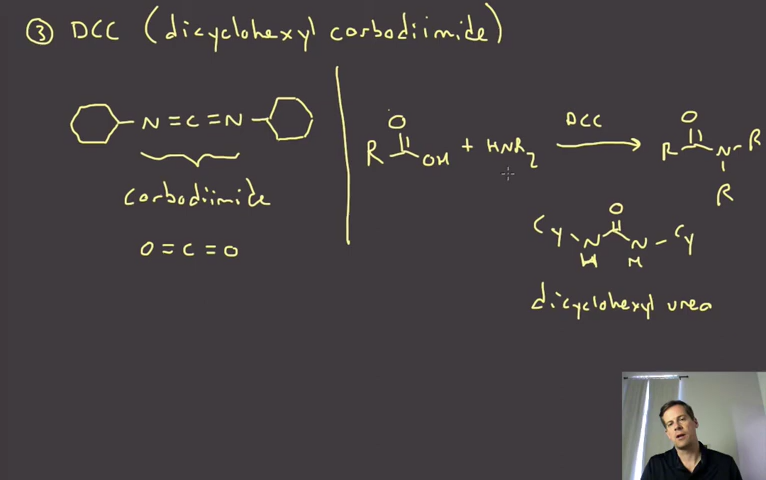 ③ DCC (dicyclohexyl carbodiimide)
N=C=N
carbodiimide
O=C=O
DCC
O
R OH + HNR2
O
R N-R
R
O
Cy N N - Cy
H H
dicyclohexyl urea